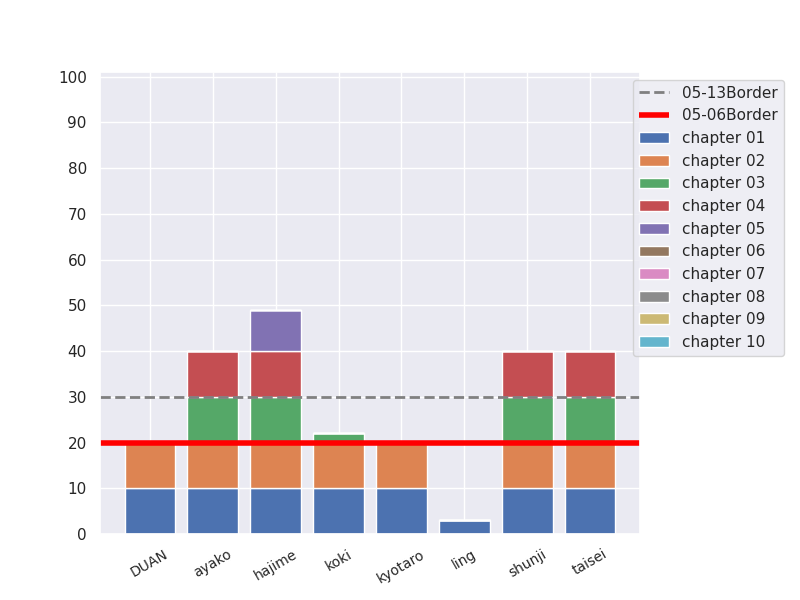 100
90
80
70
60
50
40
30
20
10
0
DUAN
ayako
hajime
koki
kyotaro
ling
shunji
taisei
05-13Border
05-06Border
chapter 01
chapter 02
chapter 03
chapter 04
chapter 05
chapter 06
chapter 07
chapter 08
chapter 09
chapter 10